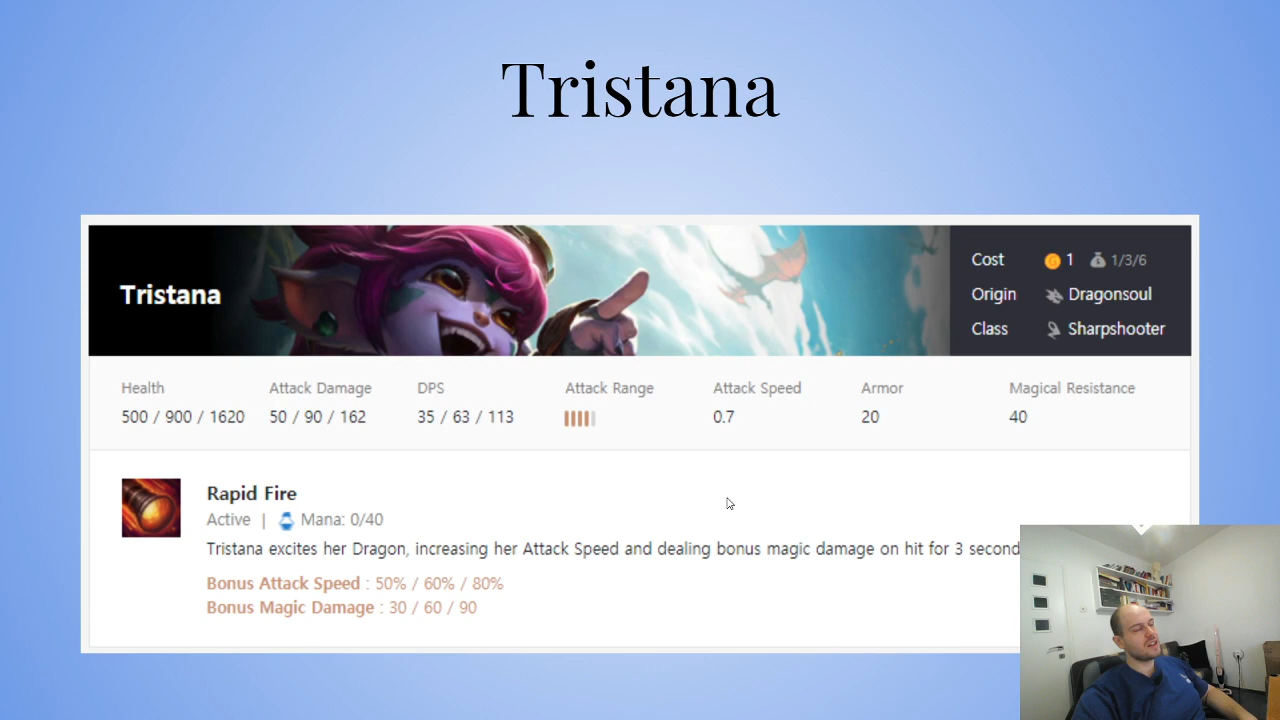 Tristana
Tristana
Cost 1 1/3/6
Origin Dragonsoul
Class Sharpshooter
Health Attack Damage DPS Attack Range Attack Speed Armor Magical Resistance
500 / 900 / 1620 50 / 90 / 162 35 / 63 / 113 0.7 20 40
Rapid Fire
Active | Mana: 0/40
Tristana excites her Dragon, increasing her Attack Speed and dealing bonus magic damage on hit for 3 second
Bonus Attack Speed : 50% / 60% / 80%
Bonus Magic Damage : 30 / 60 / 90